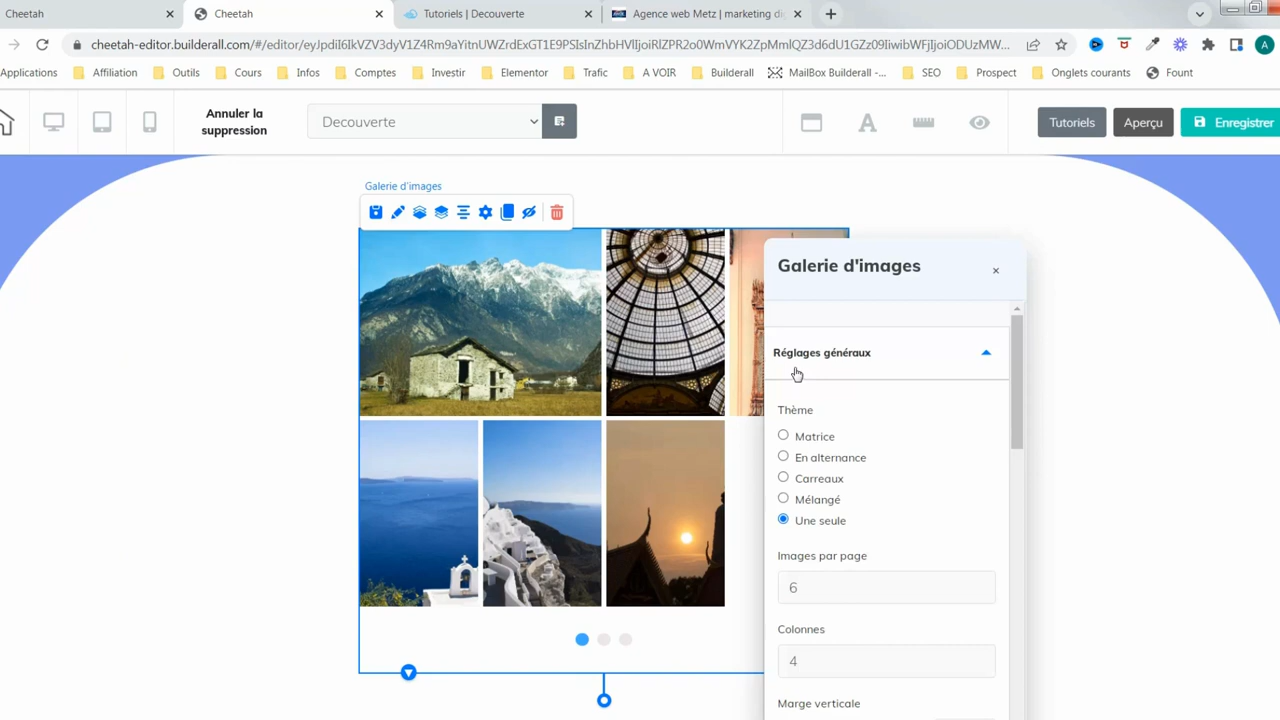 Cheetah
Cheetah
Tutoriels | Decouverte
Agence web Metz | marketing di
cheetah-editor.builderall.com/#/editor/
Applications
Affiliation
Outils
Cours
Infos
Comptes
Investir
Elementor
Trafic
A VOIR
Builderall
MailBox Builderall -...
SEO
Prospect
Onglets courants
Fount
A
Annuler la
suppression
Decouverte
Tutoriels
Aperçu
Enregistrer
Galerie d'images
Galerie d'images
Réglages généraux
Thème
Matrice
En alternance
Carreaux
Mélangé
Une seule
Images par page
6
Colonnes
4
Marge verticale